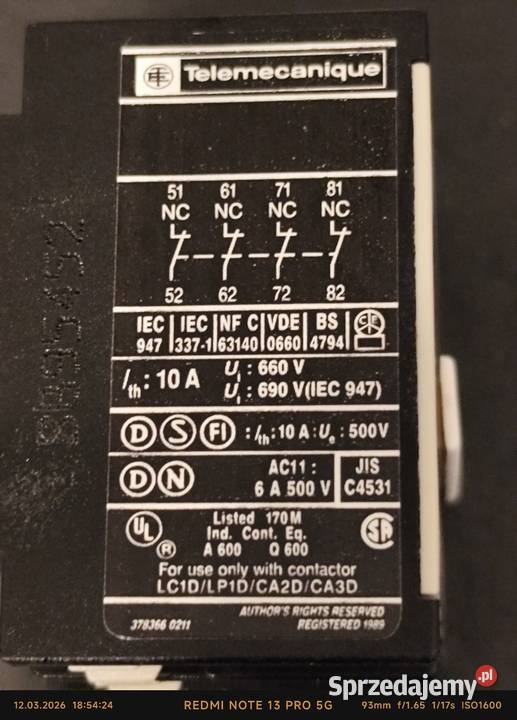 Telemecanique
51 61 71 81
NC NC NC NC
52 62 72 82
IEC 947 IEC 337-1 NF C 63140 VDE 0660 BS 4794
Ith : 10 A Ui : 660 V
Ui : 690 V (IEC 947)
D S FI : Ith : 10 A : Ue : 500V
D N AC11 : 6 A 500 V JIS C4531
UL ® Listed 170 M
Ind. Cont. Eq.
A 600 Q 600
For use only with contactor
LC1D/LP1D/CA2D/CA3D
AUTHOR'S RIGHTS RESERVED
378366 0211 REGISTERED 1989
Sprzedajemy.pl
12.03.2026 18:54:24 REDMI NOTE 13 PRO 5G 93mm f/1.65 1/17s ISO1600